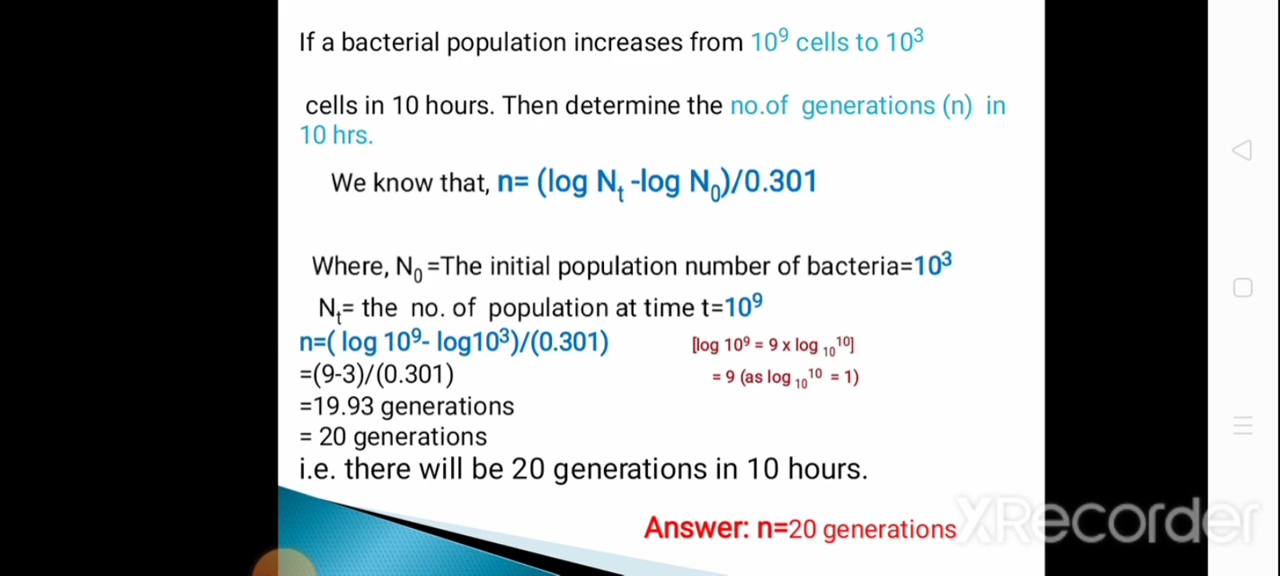 If a bacterial population increases from 10⁹ cells to 10³
cells in 10 hours. Then determine the no.of generations (n) in
10 hrs.
We know that, n= (log Nₜ -log N₀)/0.301
Where, N₀ =The initial population number of bacteria=10³
Nₜ= the no. of population at time t=10⁹
n=( log 10⁹- log10³)/(0.301)
[log 10⁹ = 9 x log ₁₀¹⁰]
=(9-3)/(0.301)
= 9 (as log ₁₀¹⁰ = 1)
=19.93 generations
= 20 generations
i.e. there will be 20 generations in 10 hours.
Answer: n=20 generations
XRecorder